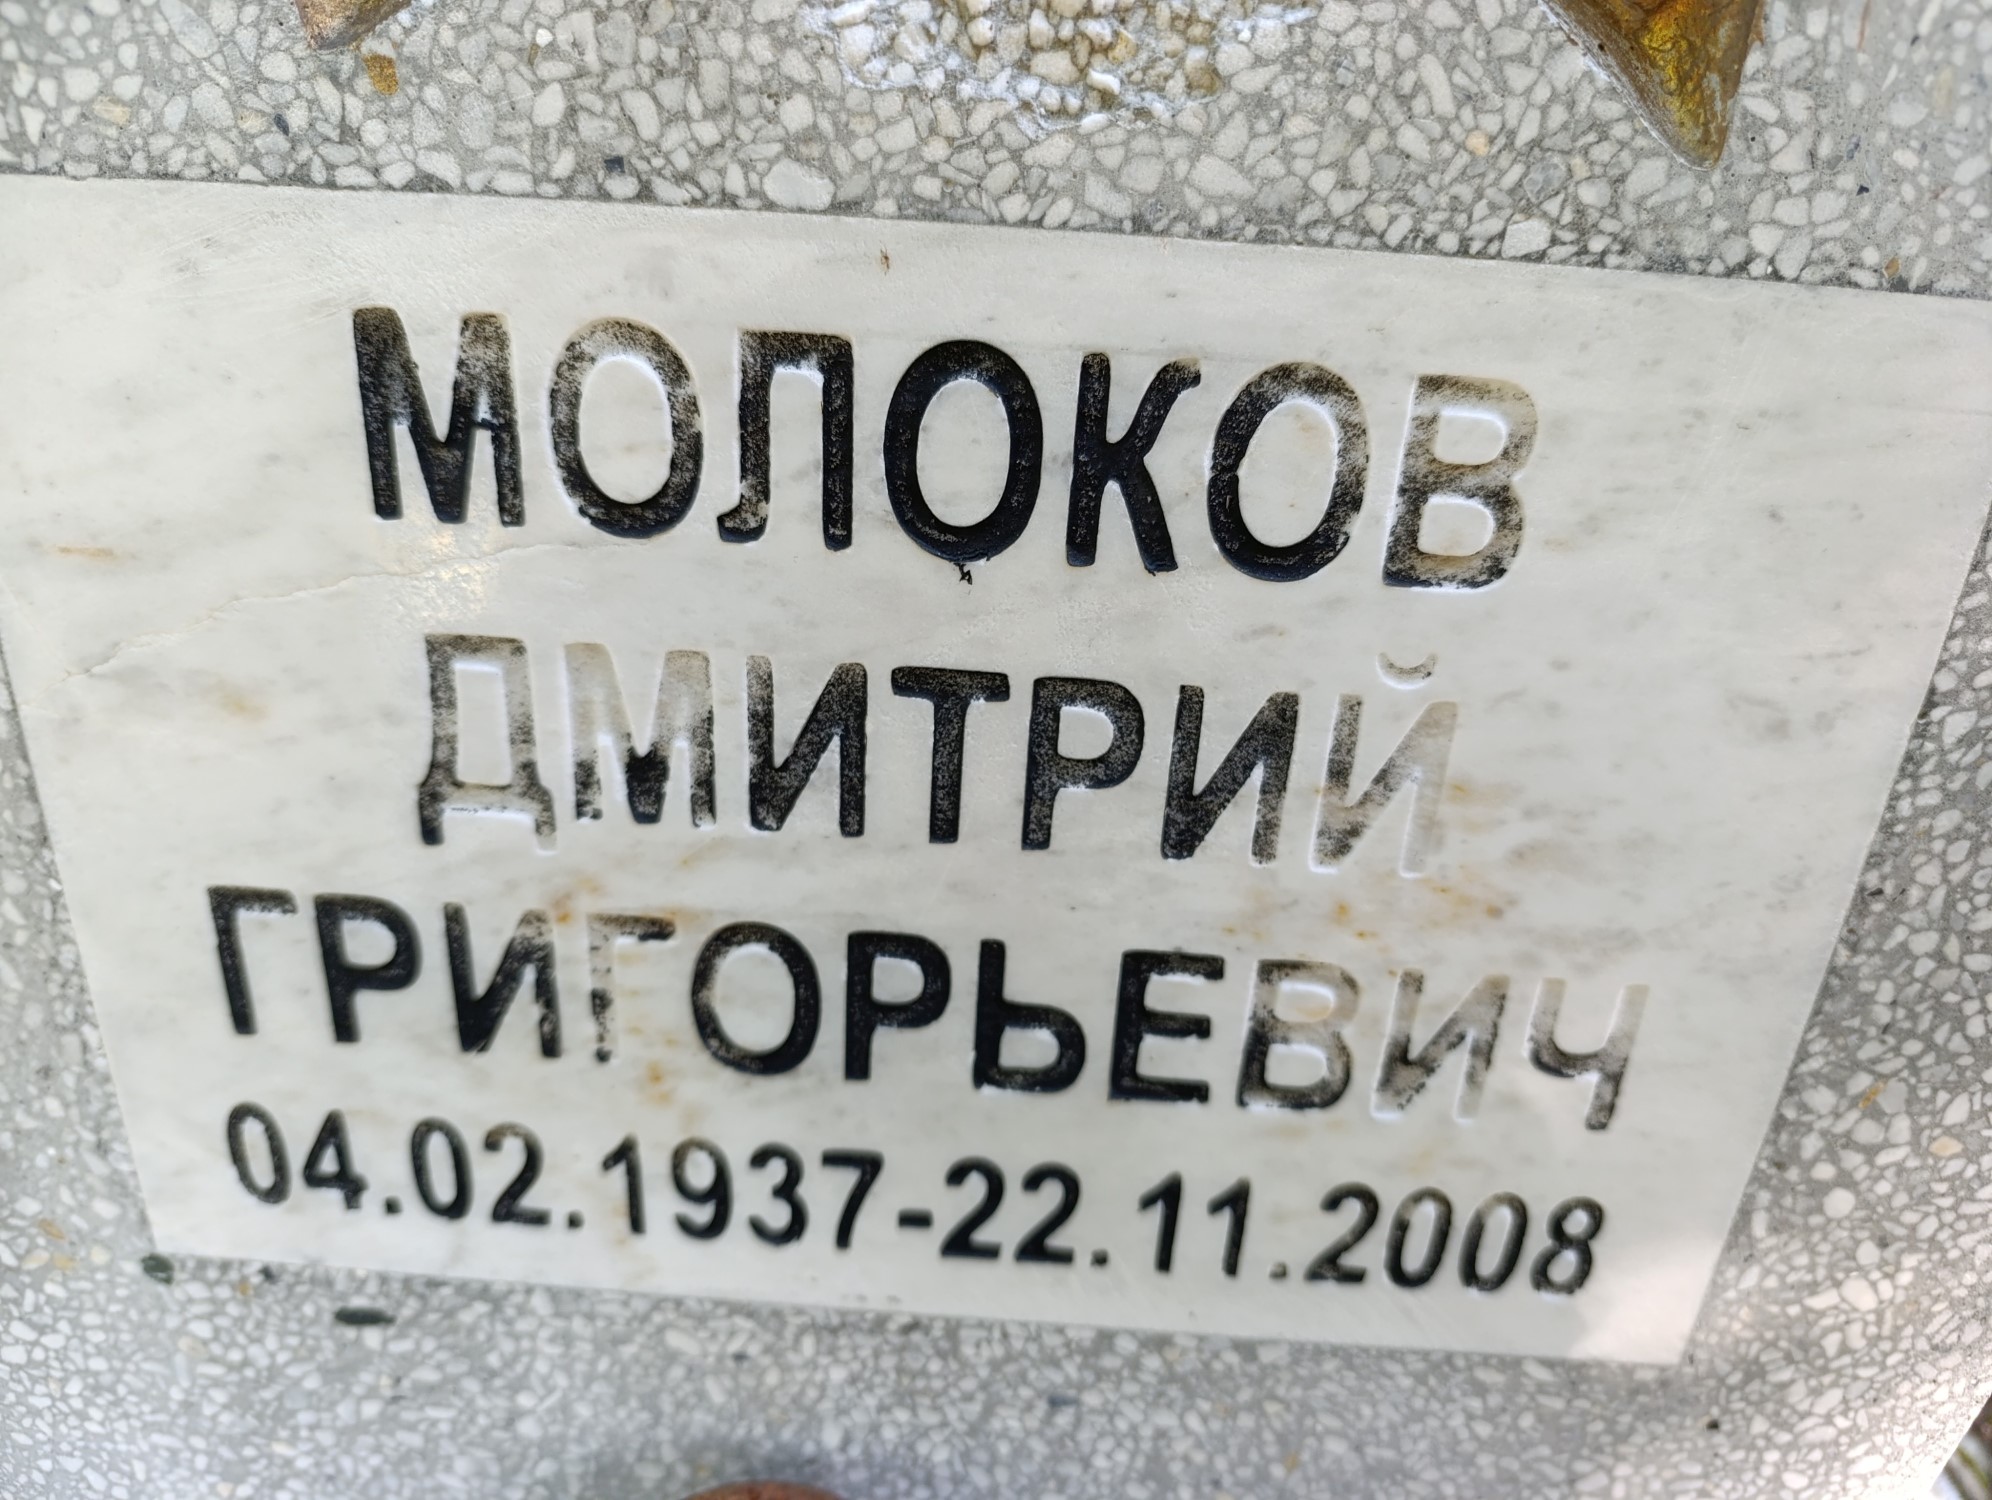 МОЛОКОВ
ДМИТРИЙ
ГРИГОРЬЕВИЧ
04.02.1937-22.11.2008